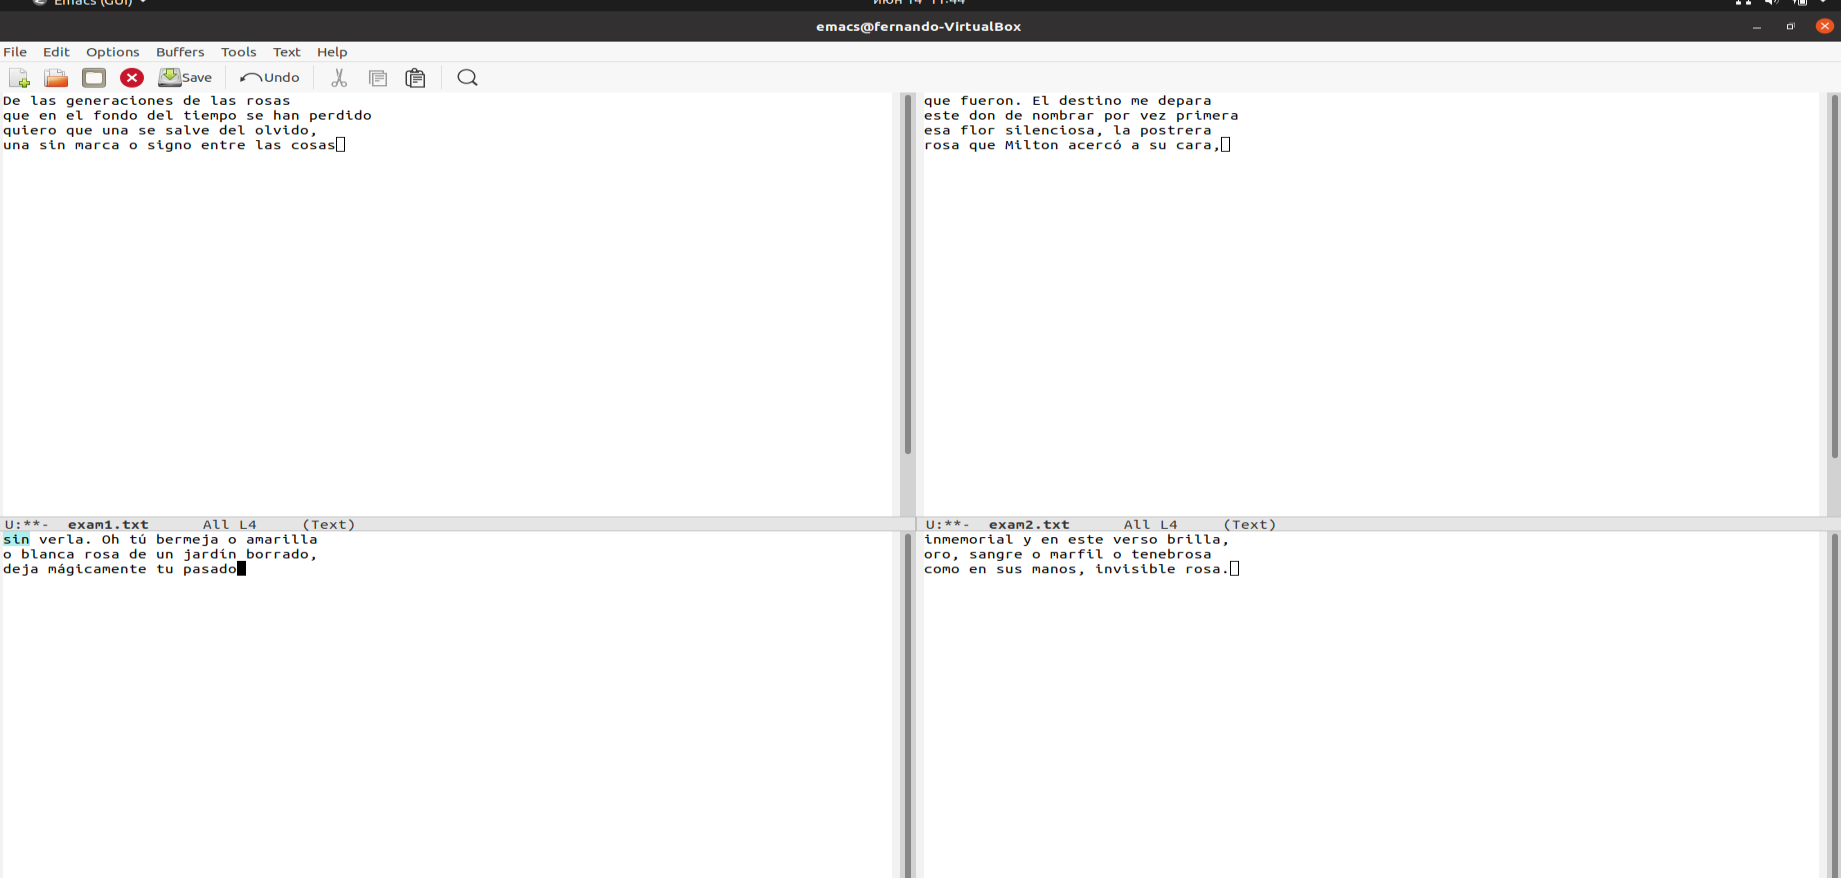 Emacs (GUI)
июн 14 11:44
emacs@fernando-VirtualBox
File Edit Options Buffers Tools Text Help
Save Undo
De las generaciones de las rosas
que en el fondo del tiempo se han perdido
quiero que una se salve del olvido,
una sin marca o signo entre las cosas
U:**- exam1.txt All L4 (Text)
que fueron. El destino me depara
este don de nombrar por vez primera
esa flor silenciosa, la postrera
rosa que Milton acercó a su cara,
U:**- exam2.txt All L4 (Text)
sin verla. Oh tú bermeja o amarilla
o blanca rosa de un jardín borrado,
deja mágicamente tu pasado
inmemorial y en este verso brilla,
oro, sangre o marfil o tenebrosa
como en sus manos, invisible rosa.